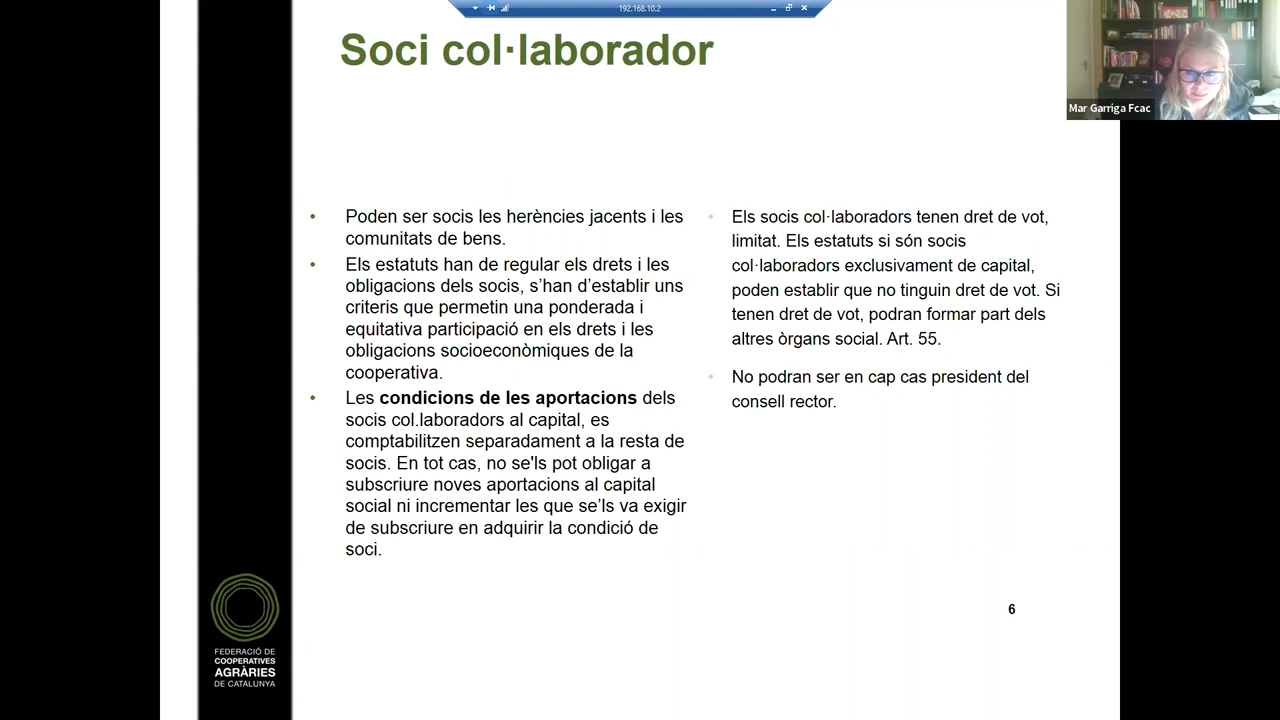 192.168.10.2
Soci col·laborador
Mar Garriga Fcac
• Poden ser socis les herències jacents i les
comunitats de bens.
• Els estatuts han de regular els drets i les
obligacions dels socis, s’han d’establir uns
criteris que permetin una ponderada i
equitativa participació en els drets i les
obligacions socioeconòmiques de la
cooperativa.
• Les condicions de les aportacions dels
socis col.laboradors al capital, es
comptabilitzen separadament a la resta de
socis. En tot cas, no se'ls pot obligar a
subscriure noves aportacions al capital
social ni incrementar les que se’ls va exigir
de subscriure en adquirir la condició de
soci.
• Els socis col·laboradors tenen dret de vot,
limitat. Els estatuts si són socis
col·laboradors exclusivament de capital,
poden establir que no tinguin dret de vot. Si
tenen dret de vot, podran formar part dels
altres òrgans social. Art. 55.
• No podran ser en cap cas president del
consell rector.
6
FEDERACIÓ DE
COOPERATIVES
AGRÀRIES
DE CATALUNYA